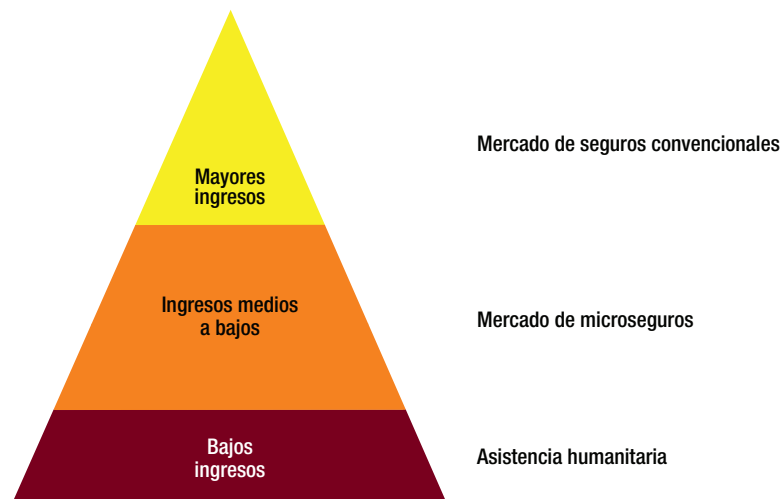 Mercado de seguros convencionales
Mayores
ingresos
Ingresos medios
a bajos
Mercado de microseguros
Bajos
ingresos
Asistencia humanitaria